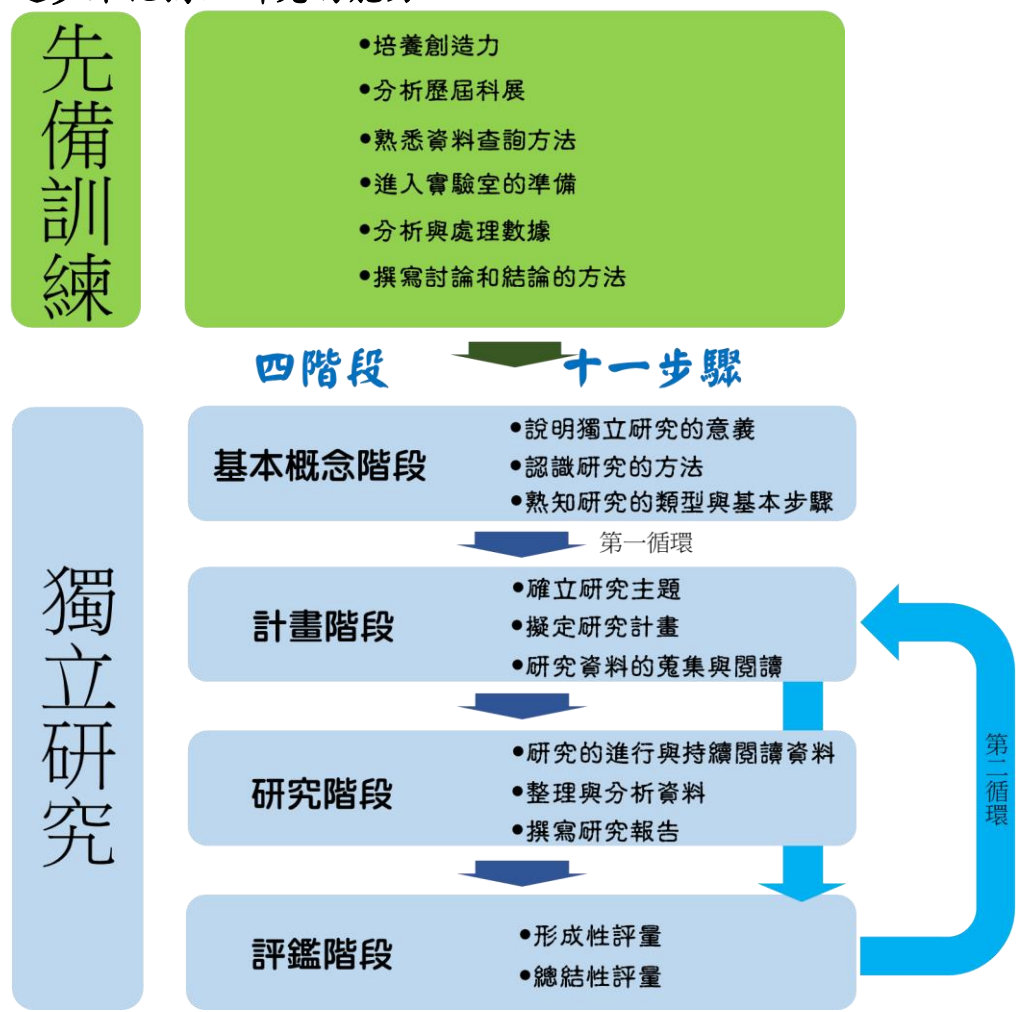 先備訓練
•培養創造力
•分析歷屆科展
•熟悉資料查詢方法
•進入實驗室的準備
•分析與處理數據
•撰寫討論和結論的方法
四階段 十一步驟
獨立研究
基本概念階段
•說明獨立研究的意義
•認識研究的方法
•熟知研究的類型與基本步驟
第一循環
計畫階段
•確立研究主題
•擬定研究計畫
•研究資料的蒐集與閱讀
研究階段
•研究的進行與持續閱讀資料
•整理與分析資料
•撰寫研究報告
第二循環
評鑑階段
•形成性評量
•總結性評量